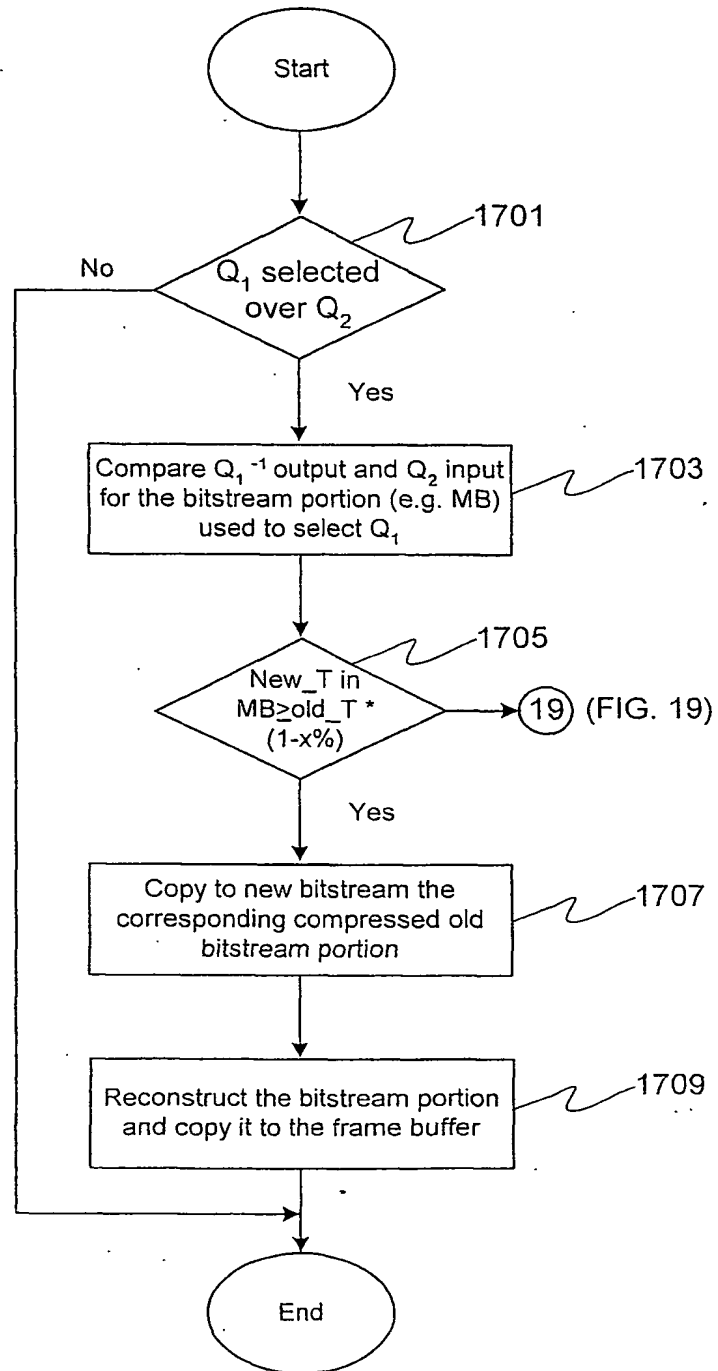 Start
1701
No
Q₁ selected
over Q₂
Yes
Compare Q₁⁻¹ output and Q₂ input
for the bitstream portion (e.g. MB)
used to select Q₁
1703
1705
New_T in
MB≥old_T *
(1-x%)
19 (FIG. 19)
Yes
Copy to new bitstream the
corresponding compressed old
bitstream portion
1707
Reconstruct the bitstream portion
and copy it to the frame buffer
1709
End